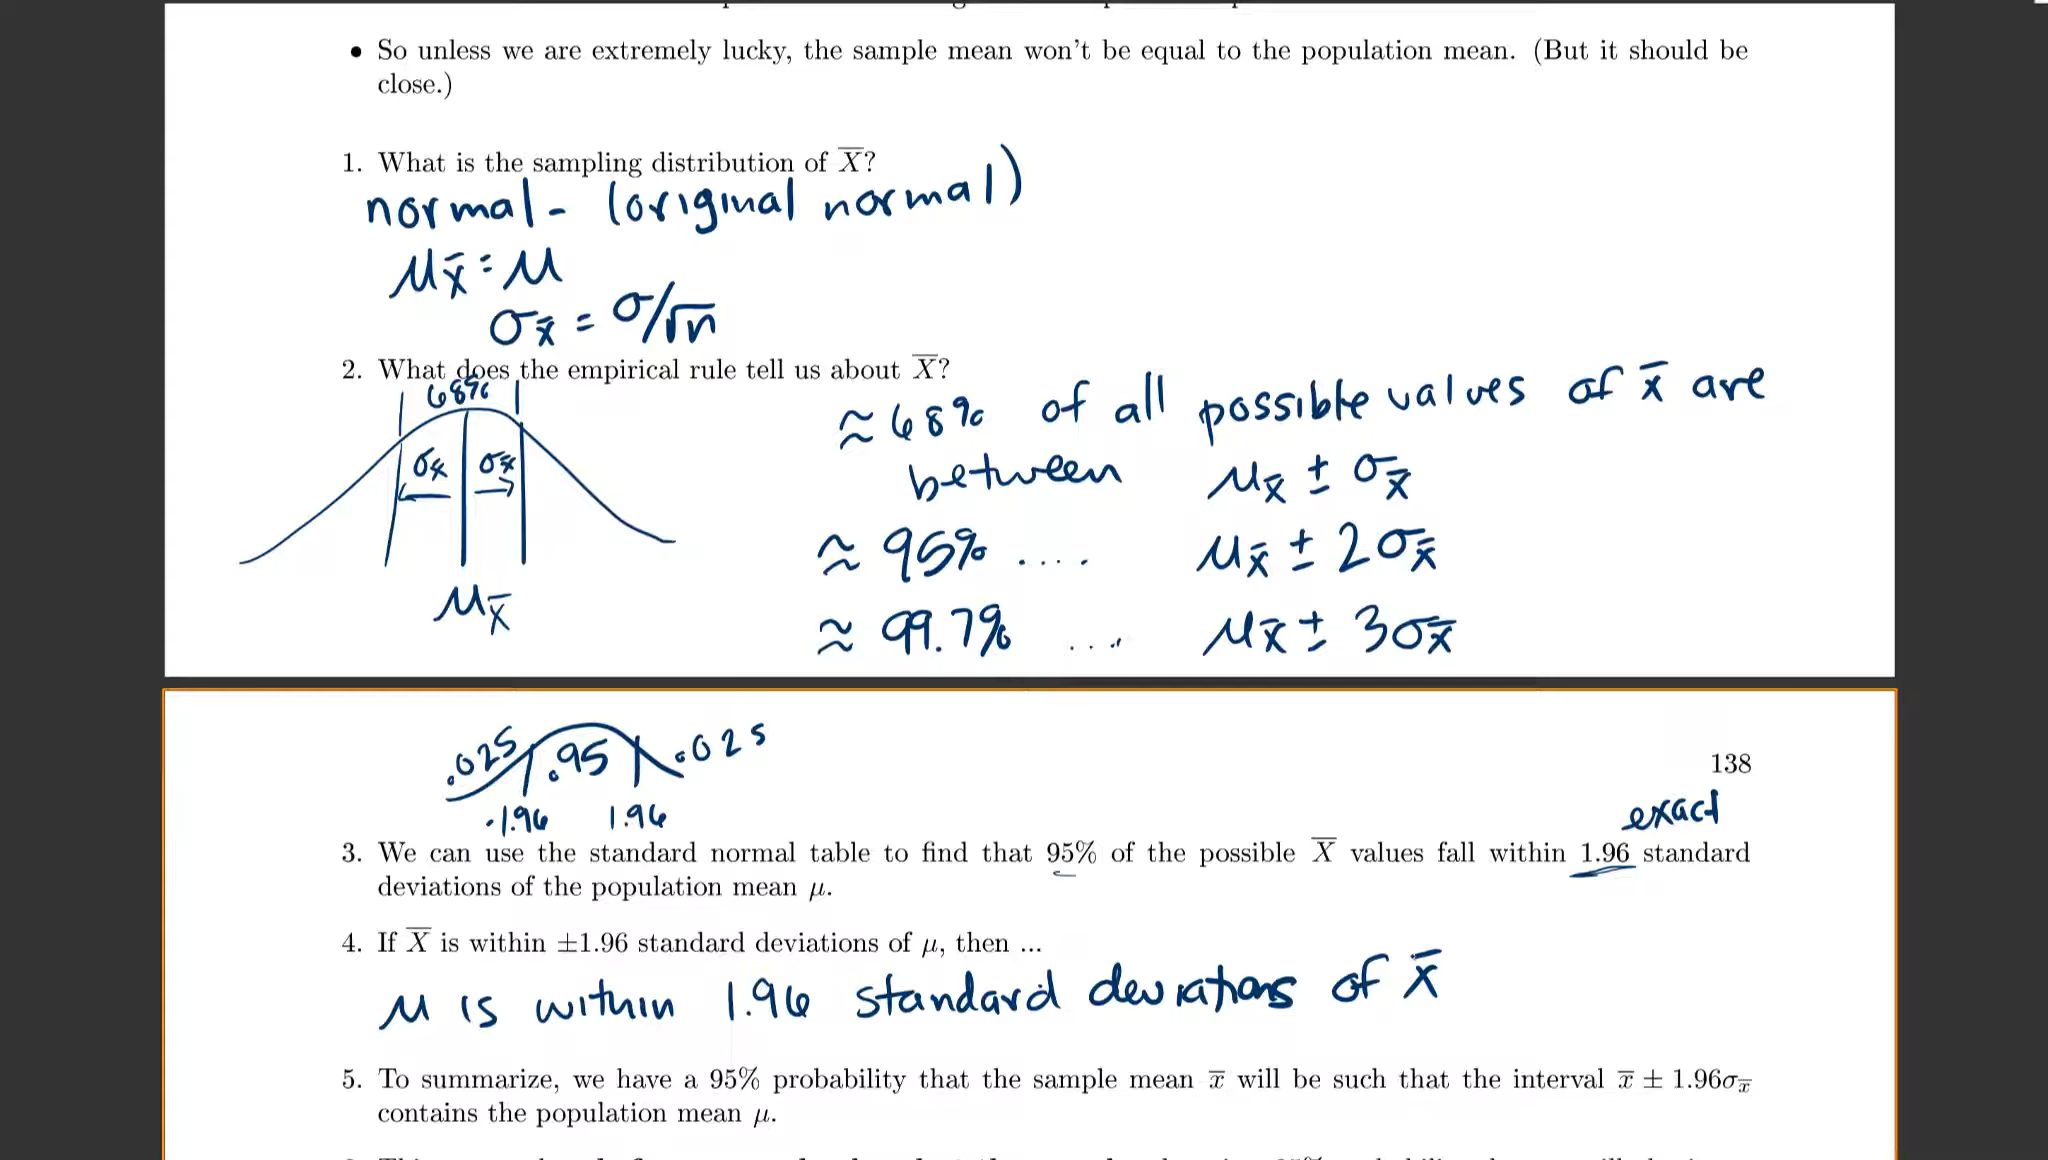 • So unless we are extremely lucky, the sample mean won't be equal to the population mean. (But it should be
close.)
1. What is the sampling distribution of X̅?
normal - (original normal)
μx̄ = μ
σx̄ = σ/√n
2. What does the empirical rule tell us about X̅?
68%
σx̄ σx̄
μx̄
≈ 68% of all possible values of x̄ are
between μx̄ ± σx̄
≈ 95% .... μx̄ ± 2σx̄
≈ 99.7% .... μx̄ ± 3σx̄
.025 .95 .025
-1.96 1.96
138
exact
3. We can use the standard normal table to find that 95% of the possible X̅ values fall within 1.96 standard
deviations of the population mean μ.
4. If X̅ is within ±1.96 standard deviations of μ, then ...
μ is within 1.96 standard deviations of x̄
5. To summarize, we have a 95% probability that the sample mean x̄ will be such that the interval x̄ ± 1.96σx̄
contains the population mean μ.